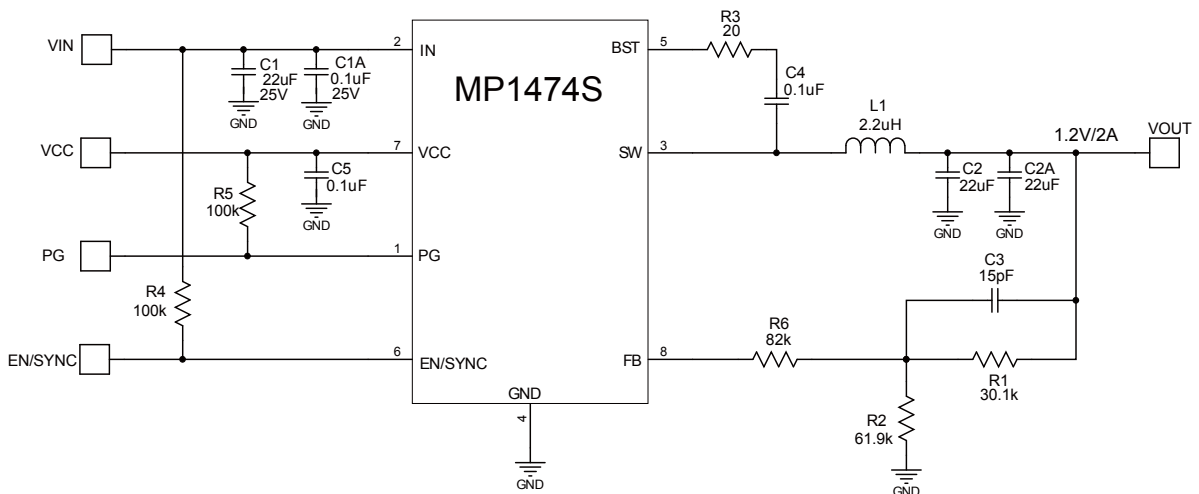 VIN
2
IN
C1
22uF
25V
GND
C1A
0.1uF
25V
GND
VCC
7
VCC
R5
100k
C5
0.1uF
GND
PG
1
PG
R4
100k
EN/SYNC
6
EN/SYNC
MP1474S
GND
4
GND
BST
5
R3
20
C4
0.1uF
SW
3
L1
2.2uH
1.2V/2A
VOUT
C2
22uF
GND
C2A
22uF
GND
C3
15pF
FB
8
R6
82k
R1
30.1k
R2
61.9k
GND